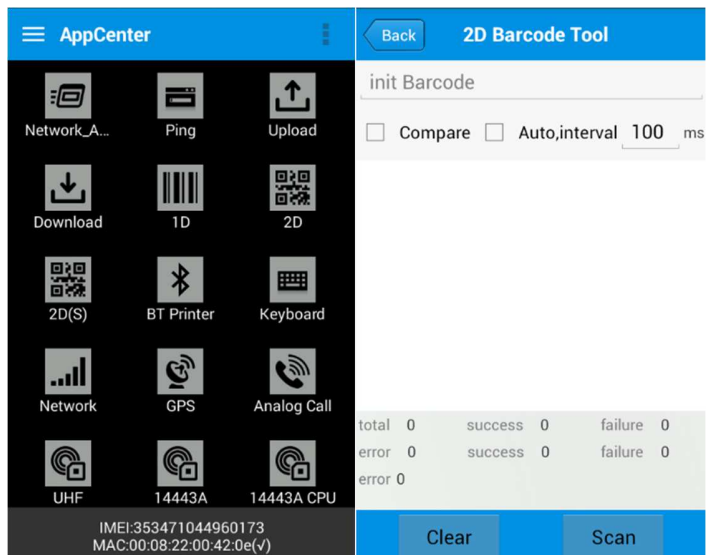 AppCenter
Network_A...
Ping
Upload
Download
1D
2D
2D(S)
BT Printer
Keyboard
Network
GPS
Analog Call
UHF
14443A
14443A CPU
IMEI:353471044960173
MAC:00:08:22:00:42:0e(√)
Back
2D Barcode Tool
init Barcode
Compare
Auto,interval 100 ms
total 0 success 0 failure 0
error 0 success 0 failure 0
error 0
Clear
Scan